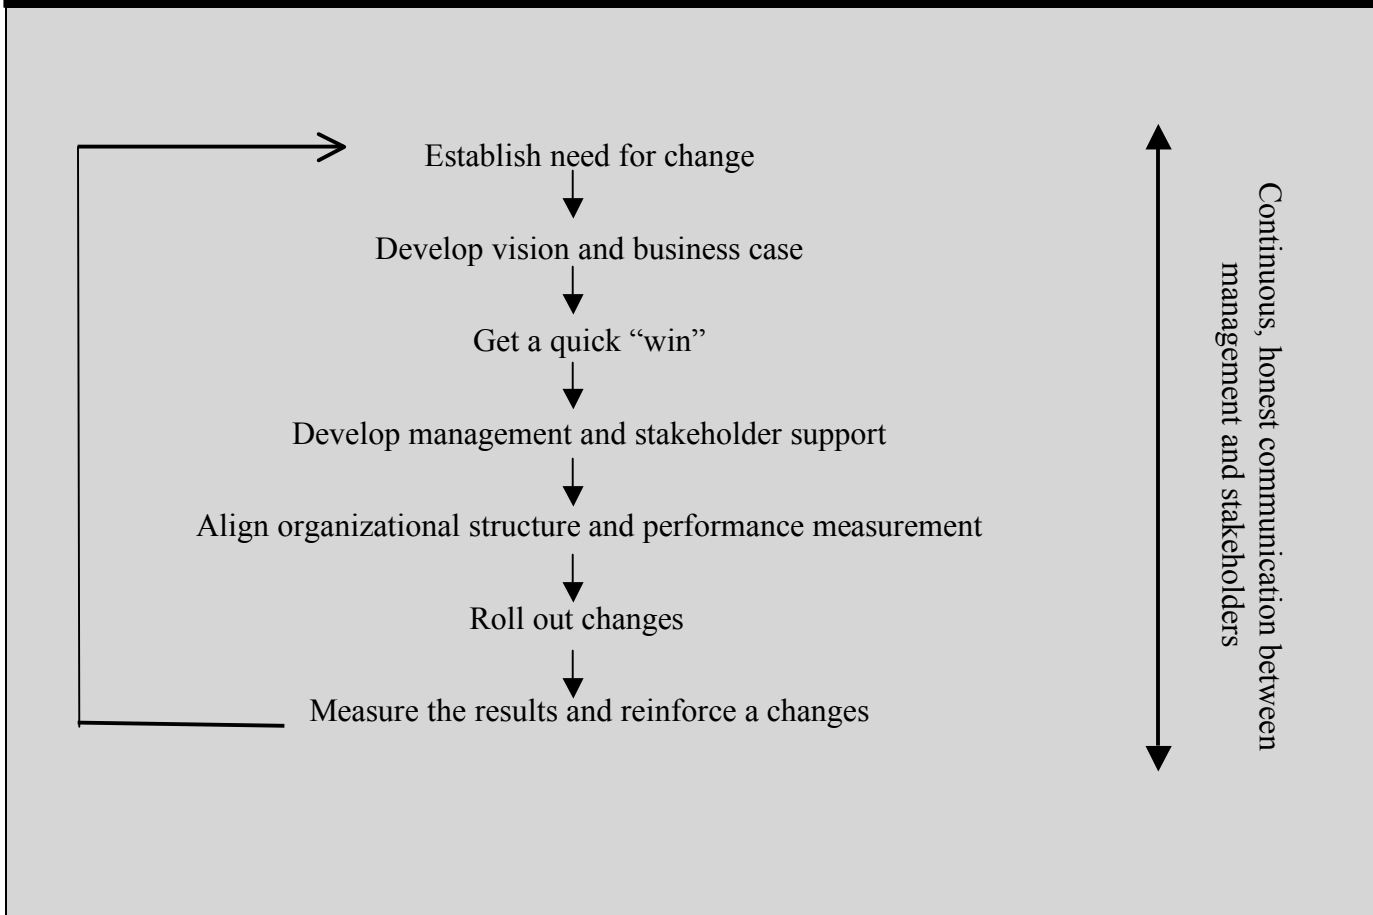 Establish need for change
Develop vision and business case
Get a quick “win”
Develop management and stakeholder support
Align organizational structure and performance measurement
Roll out changes
Measure the results and reinforce a changes
Continuous, honest communication between
management and stakeholders